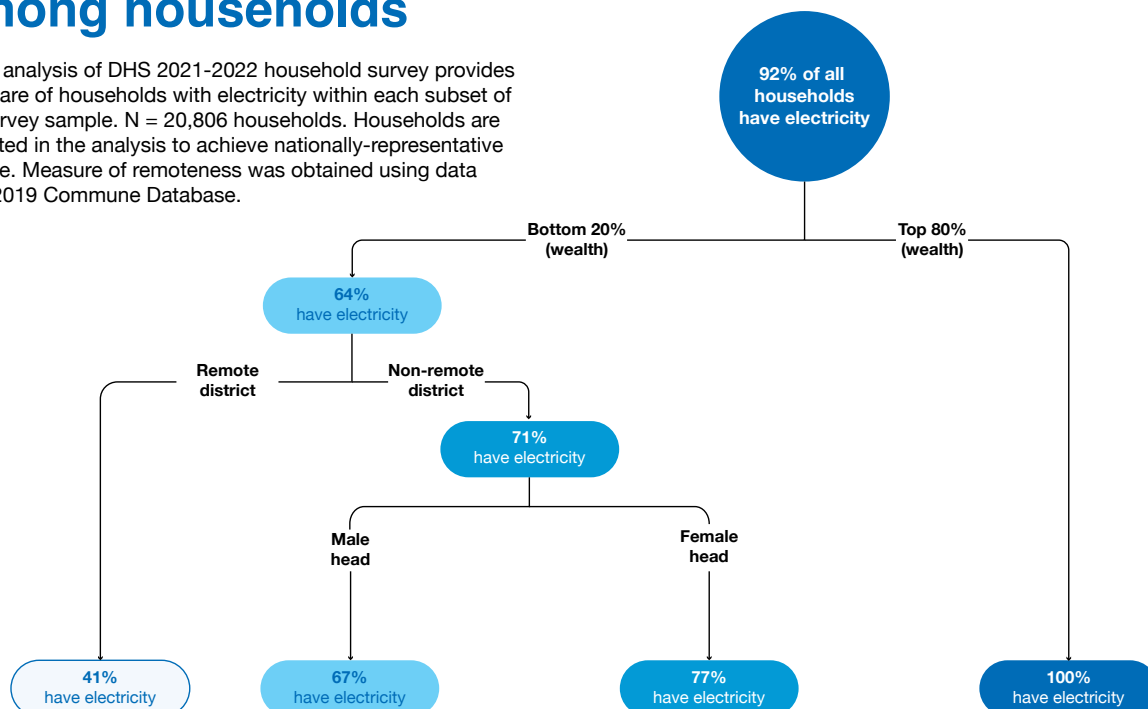 mong households
analysis of DHS 2021-2022 household survey provides
are of households with electricity within each subset of
rvey sample. N = 20,806 households. Households are
ted in the analysis to achieve nationally-representative
e. Measure of remoteness was obtained using data
2019 Commune Database.
92% of all
households
have electricity
Bottom 20%
(wealth)
Top 80%
(wealth)
64%
have electricity
Remote
district
Non-remote
district
71%
have electricity
Male
head
Female
head
41%
have electricity
67%
have electricity
77%
have electricity
100%
have electricity